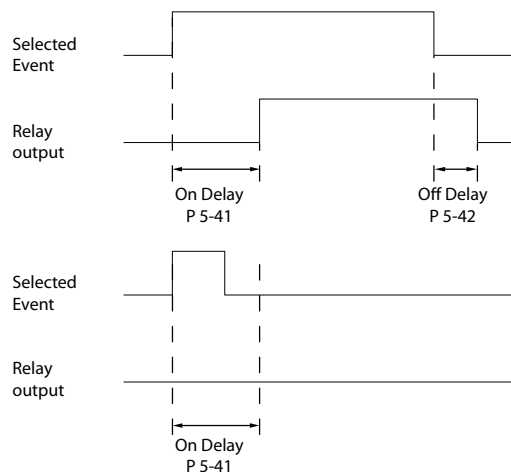 Selected
Event
Relay
output
On Delay
P 5-41
Off Delay
P 5-42
Selected
Event
Relay
output
On Delay
P 5-41